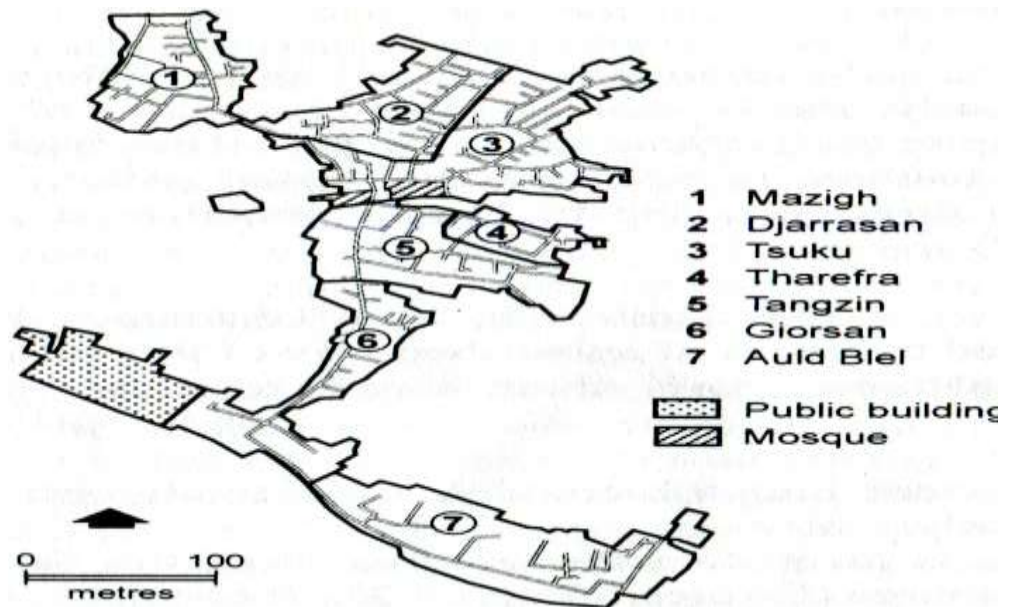 1
2
3
4
5
6
7
1 Mazigh
2 Djarrasan
3 Tsuku
4 Tharefra
5 Tangzin
6 Giorsan
7 Auld Blel
Public building
Mosque
0 100
metres